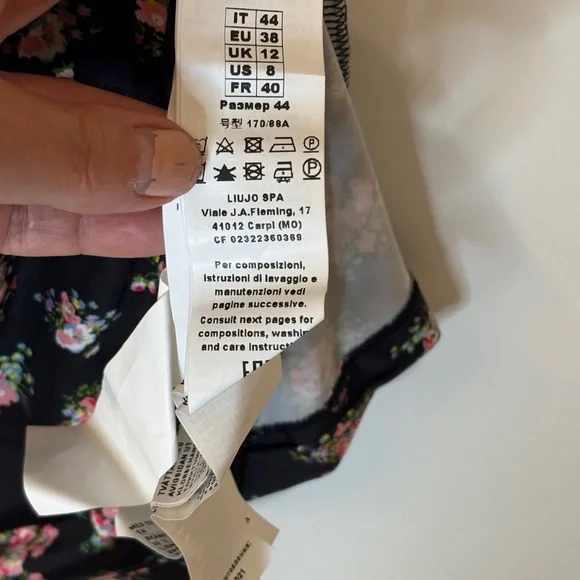 IT 44
EU 38
UK 12
US 8
FR 40
Размер 44
号型 170/88A
LIUJO SPA
Viale J.A.Fleming, 17
41012 Carpi (MO)
CF 02322360369
Per composizioni,
istruzioni di lavaggio e
manutenzioni vedi
pagine successive.
Consult next pages for
compositions,
and care